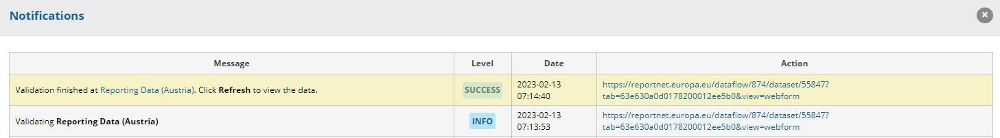 Notifications
Message Level Date Action
Validation finished at Reporting Data (Austria). Click Refresh to view the data. SUCCESS 2023-02-13 07:14:40 https://reportnet.europa.eu/dataflow/874/dataset/55847?
tab=63e630a0d0178200012ee5b0&view=webform
Validating Reporting Data (Austria) INFO 2023-02-13 07:13:53 https://reportnet.europa.eu/dataflow/874/dataset/55847?
tab=63e630a0d0178200012ee5b0&view=webform